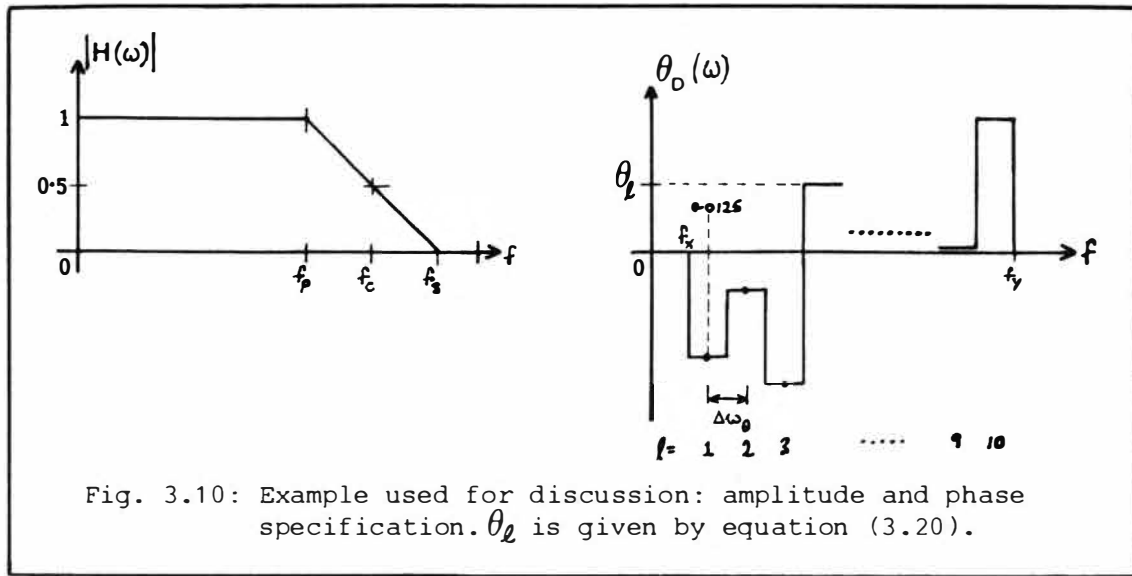 |H(ω)|
1
0.5
0
f_p
f_c
f_s
f
θ_D (ω)
θ_ℓ
0.0125
f_x
0
f_y
f
Δω_θ
ℓ= 1 2 3 ..... 9 10
Fig. 3.10: Example used for discussion: amplitude and phase
specification. θ_ℓ is given by equation (3.20).